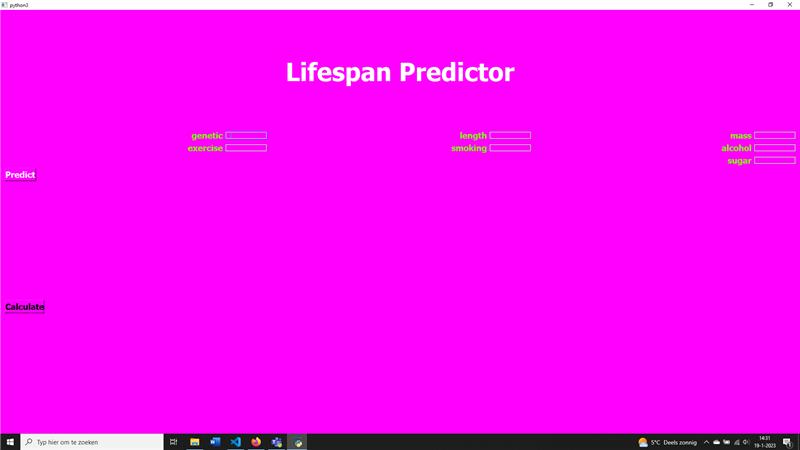 python3
Lifespan Predictor
genetic length mass
exercise smoking alcohol
sugar
Predict
Calculate
Typ hier om te zoeken
5°C Deels zonnig
14:31
19-1-2023